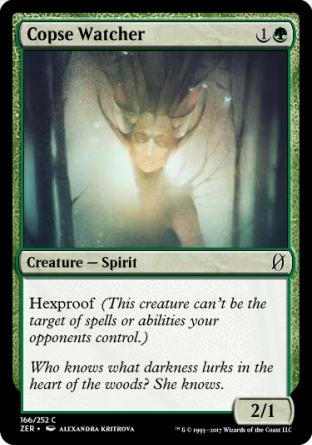 Copse Watcher 1
Creature — Spirit
Hexproof (This creature can't be the
target of spells or abilities your
opponents control.)
Who knows what darkness lurks in the
heart of the woods? She knows.
2/1
166/252 C
ZER • ALEXANDRA KRITROVA
™ & © 1993–2017 Wizards of the Coast LLC